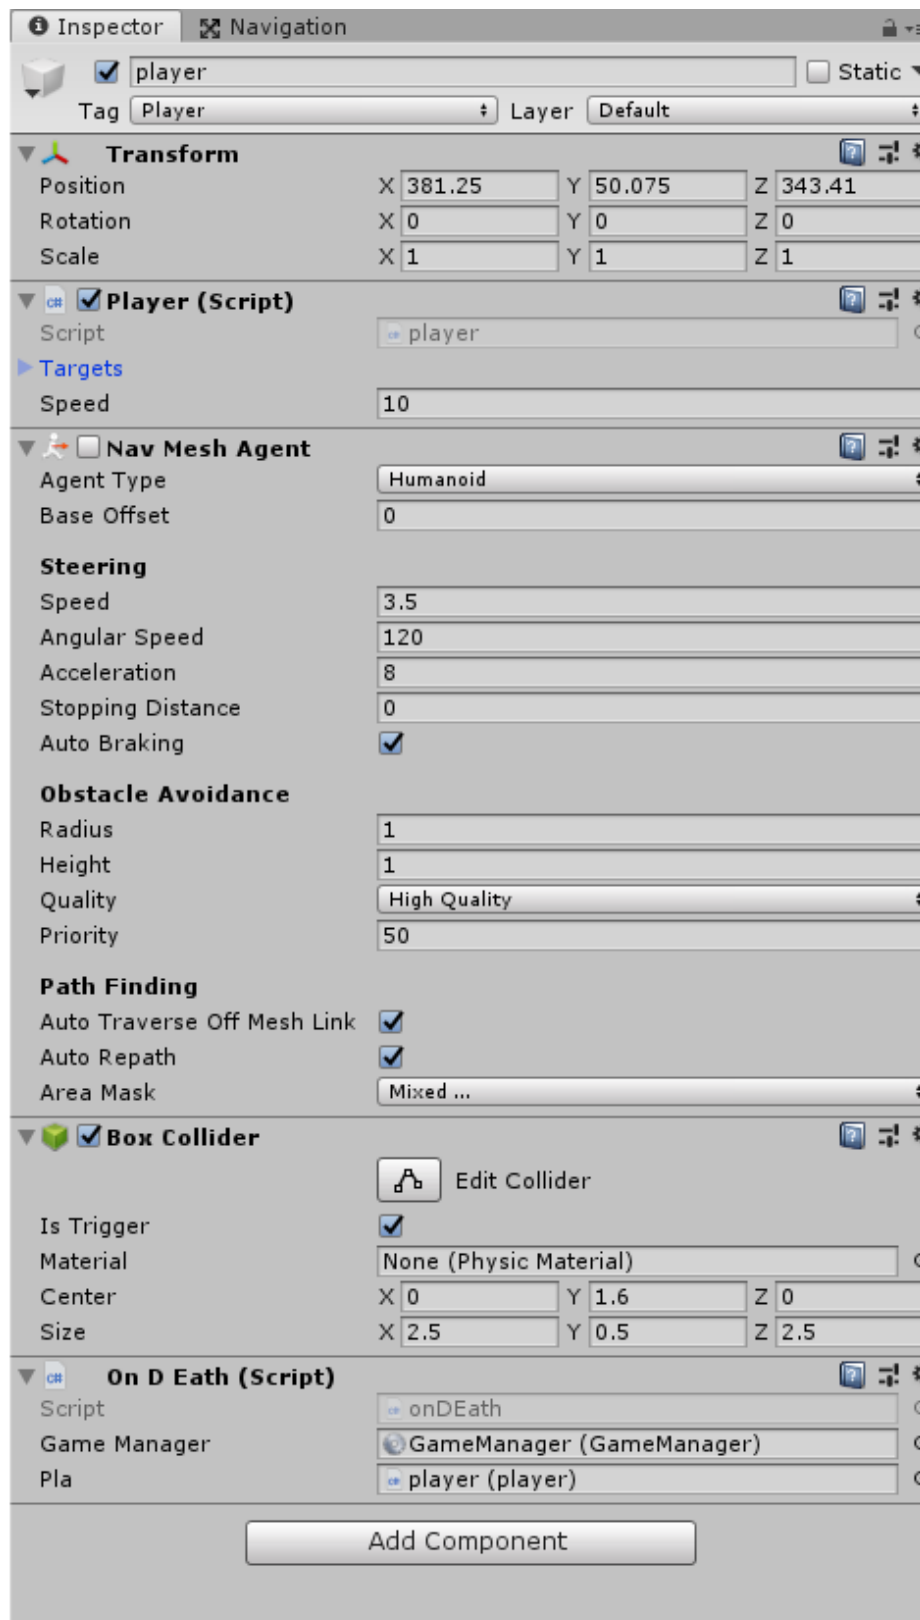 Inspector Navigation
player Static
Tag Player Layer Default
Transform
Position X 381.25 Y 50.075 Z 343.41
Rotation X 0 Y 0 Z 0
Scale X 1 Y 1 Z 1
Player (Script)
Script player
Targets
Speed 10
Nav Mesh Agent
Agent Type Humanoid
Base Offset 0
Steering
Speed 3.5
Angular Speed 120
Acceleration 8
Stopping Distance 0
Auto Braking
Obstacle Avoidance
Radius 1
Height 1
Quality High Quality
Priority 50
Path Finding
Auto Traverse Off Mesh Link
Auto Repath
Area Mask Mixed ...
Box Collider
Edit Collider
Is Trigger
Material None (Physic Material)
Center X 0 Y 1.6 Z 0
Size X 2.5 Y 0.5 Z 2.5
On D Eath (Script)
Script onDEath
Game Manager GameManager (GameManager)
Pla player (player)
Add Component